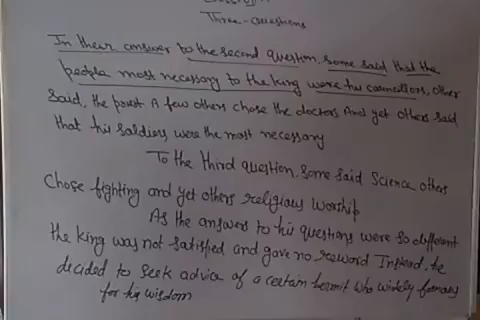 Three-questions
In their answer to the second question, some said that the
people most necessary to the king were his councillors, other
said, the priest A few others chose the doctors And yet others said
that his soldiers were the most necessary
To the third question, some said Science others
Chose fighting and yet others religious worship
As the answers to his questions were so different
the king was not satisfied and gave no reword Instead, he
decided to seek advice of a certain hermit who widely famous
for his wisdom